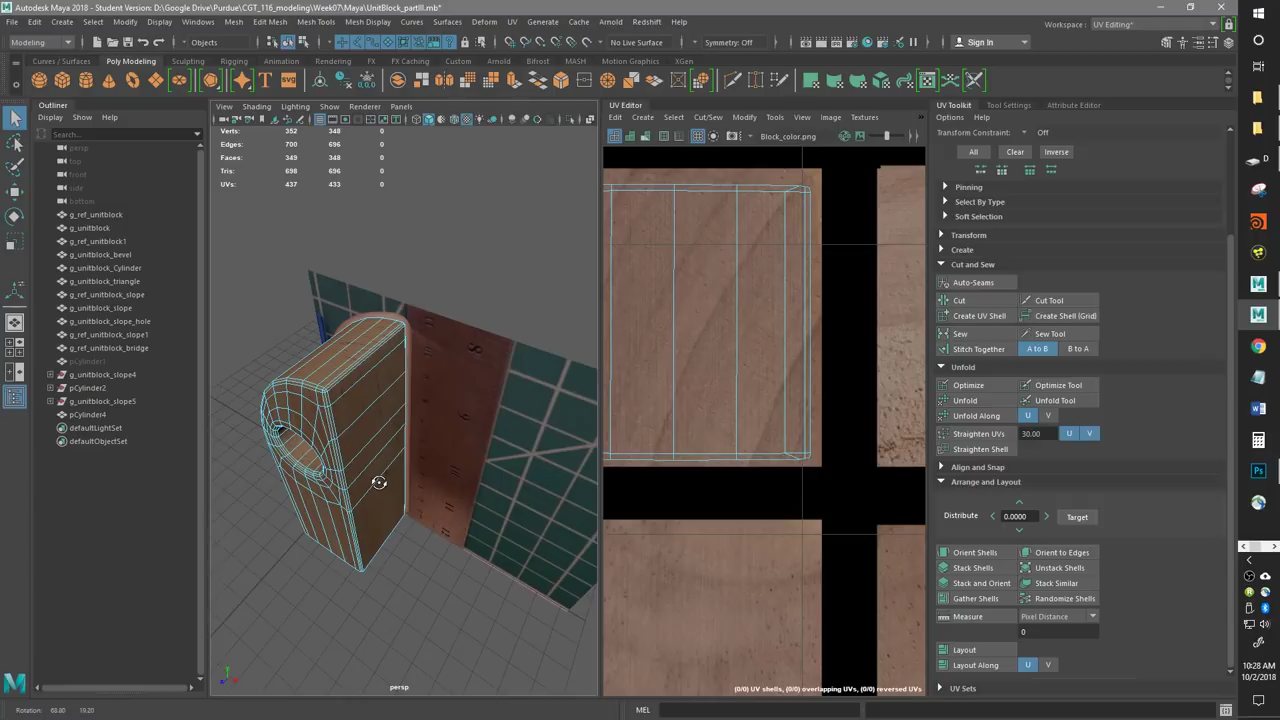 Autodesk Maya 2018 - Student Version: D:\Google Drive\Purdue\CGT_116_modeling\Week07\Maya\UnitBlock_partIII.mb*
File Edit Create Select Modify Display Windows Mesh Edit Mesh Mesh Tools Mesh Display Curves Surfaces Deform UV Generate Cache Arnold Redshift Help
Workspace: UV Editing*
Modeling Objects No Live Surface Symmetry: Off Sign In
Curves / Surfaces Poly Modeling Sculpting Rigging Animation Rendering FX FX Caching Custom Arnold Bifrost MASH Motion Graphics XGen
Outliner
Display Show Help
Search...
persp
top
front
side
bottom
g_ref_unitblock
g_unitblock
g_ref_unitblock1
g_unitblock_bevel
g_unitblock_Cylinder
g_unitblock_triangle
g_ref_unitblock_slope
g_unitblock_slope
g_unitblock_slope_hole
g_ref_unitblock_slope1
g_ref_unitblock_bridge
pCylinder1
g_unitblock_slope4
pCylinder2
g_unitblock_slope5
pCylinder4
defaultLightSet
defaultObjectSet
View Shading Lighting Show Renderer Panels
Verts: 352 348 0
Edges: 700 696 0
Faces: 349 348 0
Tris: 698 696 0
UVs: 437 433 0
persp
UV Editor
Edit Create Select Cut/Sew Modify Tools View Image Textures
Block_color.png
(0/0) UV shells, (0/0) overlapping UVs, (0/0) reversed UVs
UV Toolkit Tool Settings Attribute Editor
Options Help
Transform Constraint: Off
All Clear Inverse
Pinning
Select By Type
Soft Selection
Transform
Create
Cut and Sew
Auto-Seams
Cut Cut Tool
Create UV Shell Create Shell (Grid)
Sew Sew Tool
Stitch Together A to B B to A
Unfold
Optimize Optimize Tool
Unfold Unfold Tool
Unfold Along U V
Straighten UVs 30.00 U V
Straighten Shell
Align and Snap
Arrange and Layout
Distribute 0.0000 Target
Orient Shells Orient to Edges
Stack Shells Unstack Shells
Stack and Orient Stack Similar
Gather Shells Randomize Shells
Measure Pixel Distance
0
Layout
Layout Along U V
UV Sets
Rotation: 68.80 19.20
MEL
10:28 AM
10/2/2018